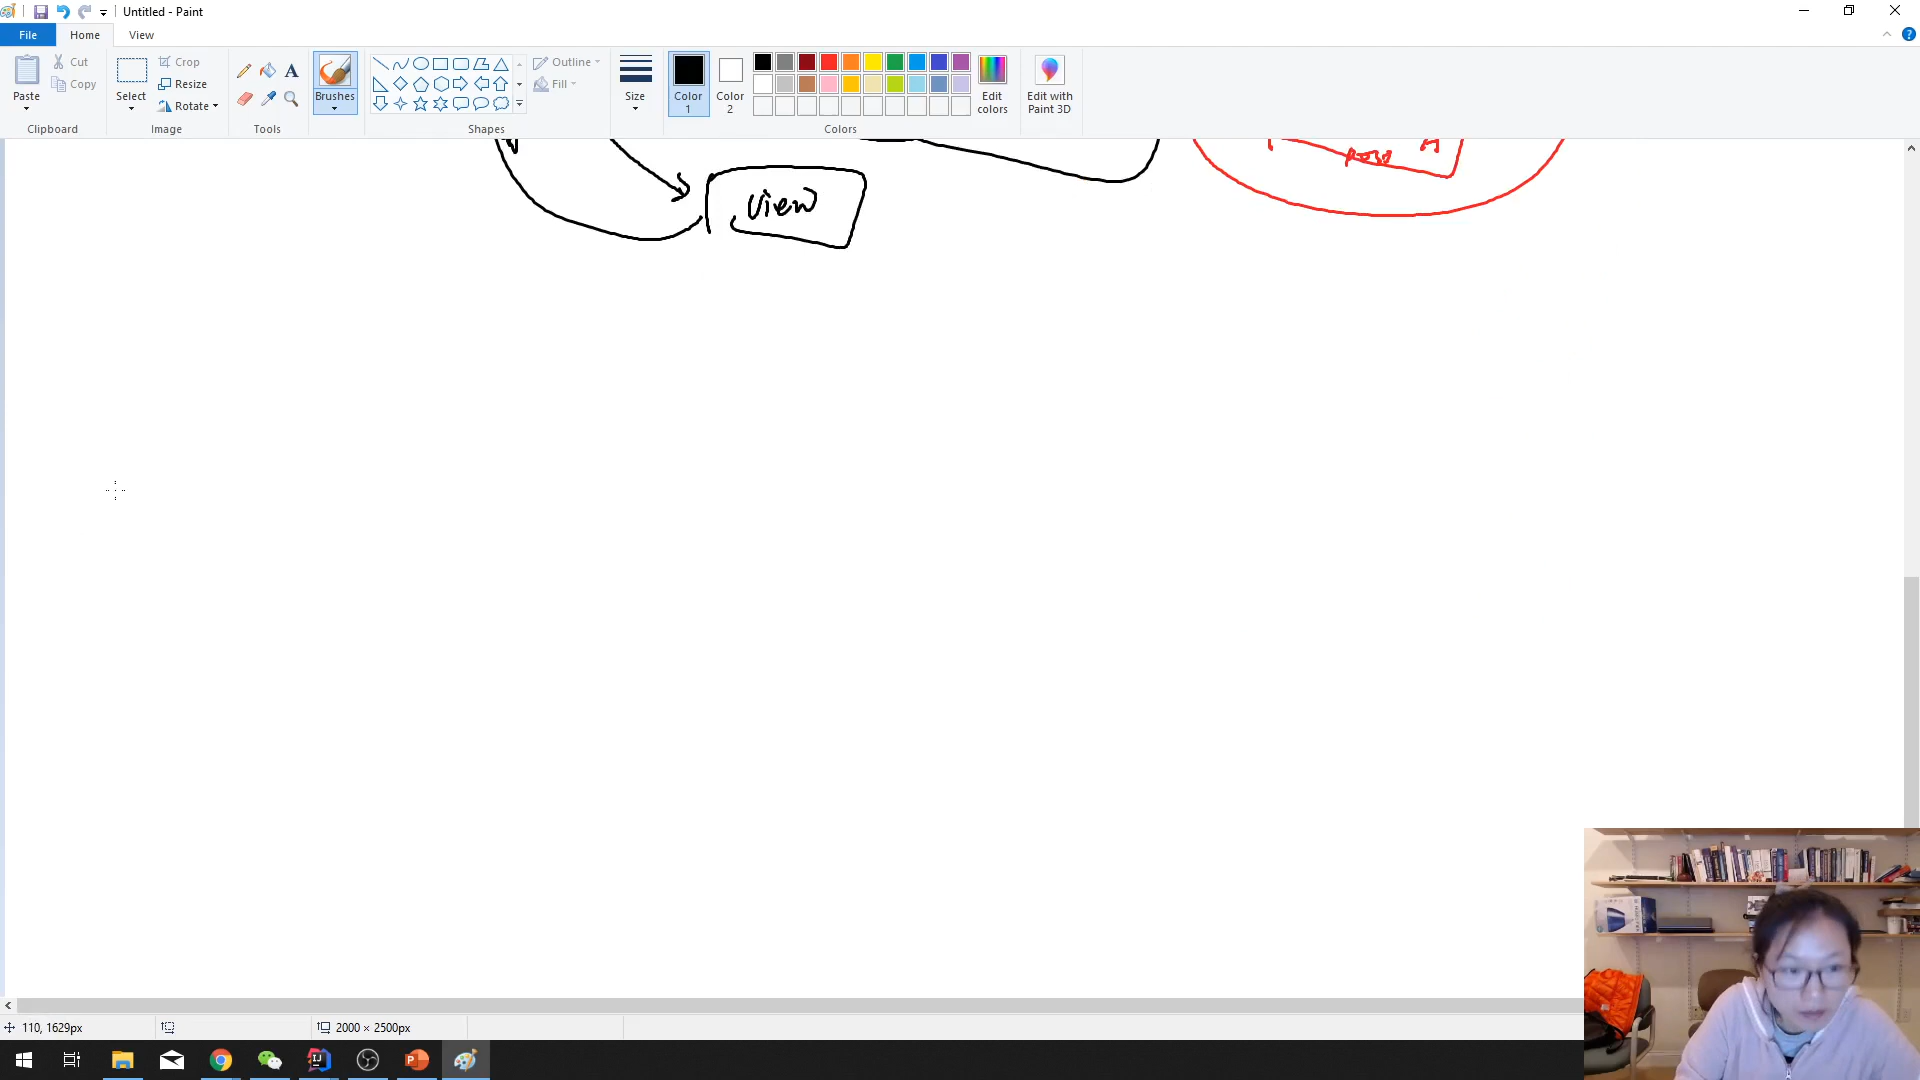 Untitled - Paint
File Home View
Paste
Cut
Copy
Clipboard
Select
Crop
Resize
Rotate
Image
Tools
Brushes
Outline
Fill
Shapes
Size
Color 1
Color 2
Edit colors
Edit with Paint 3D
Colors
View
110, 1629px
2000 × 2500px